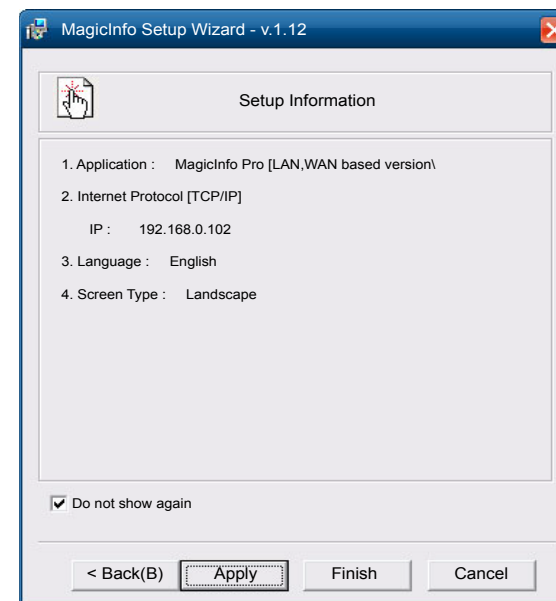 MagicInfo Setup Wizard - v.1.12
Setup Information
1. Application : MagicInfo Pro [LAN,WAN based version\
2. Internet Protocol [TCP/IP]
IP : 192.168.0.102
3. Language : English
4. Screen Type : Landscape
Do not show again
< Back(B) Apply Finish Cancel